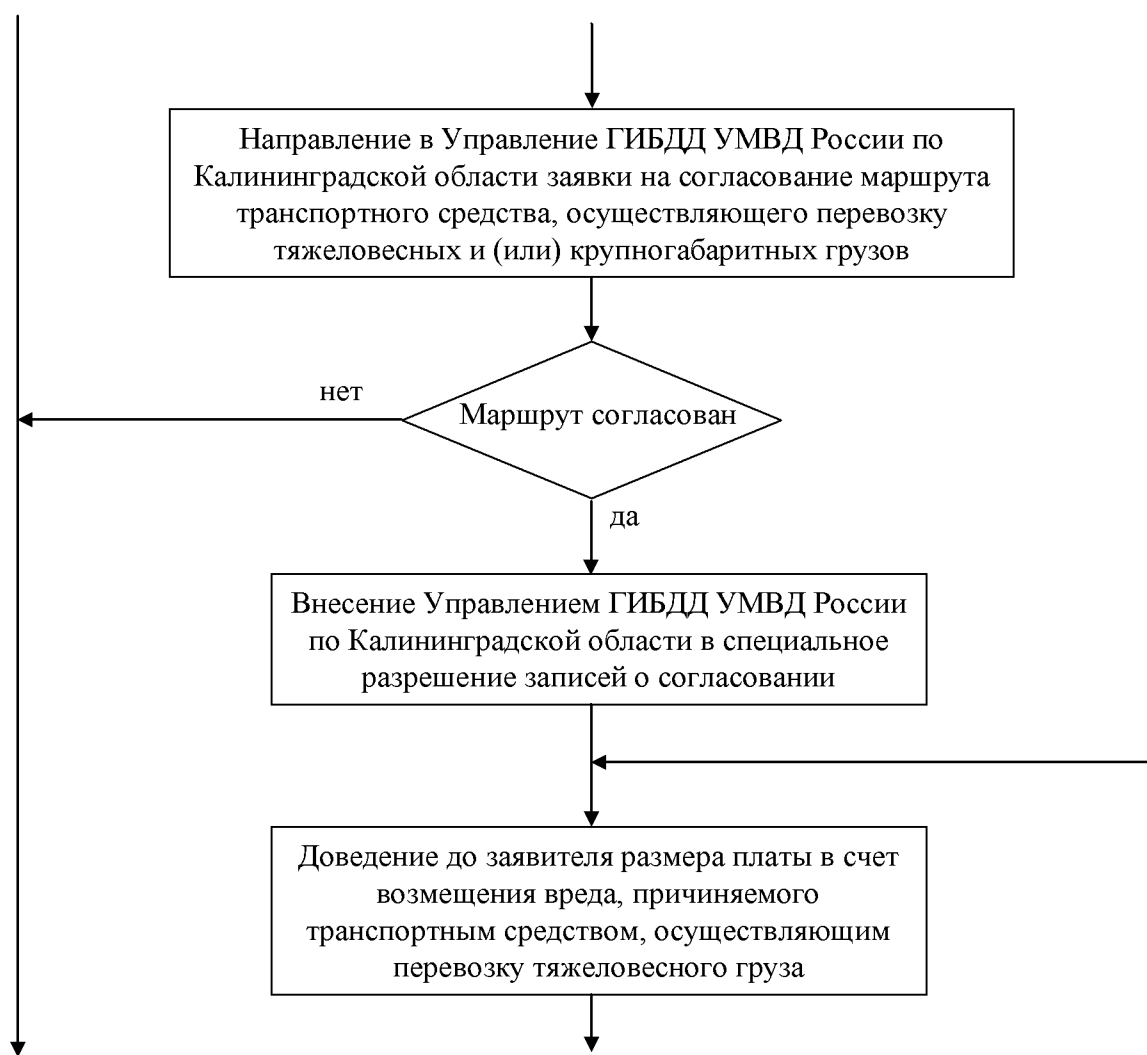 Направление в Управление ГИБДД УМВД России по
Калининградской области заявки на согласование маршрута
транспортного средства, осуществляющего перевозку
тяжеловесных и (или) крупногабаритных грузов
нет
Маршрут согласован
да
Внесение Управлением ГИБДД УМВД России
по Калининградской области в специальное
разрешение записей о согласовании
Доведение до заявителя размера платы в счет
возмещения вреда, причиняемого
транспортным средством, осуществляющим
перевозку тяжеловесного груза